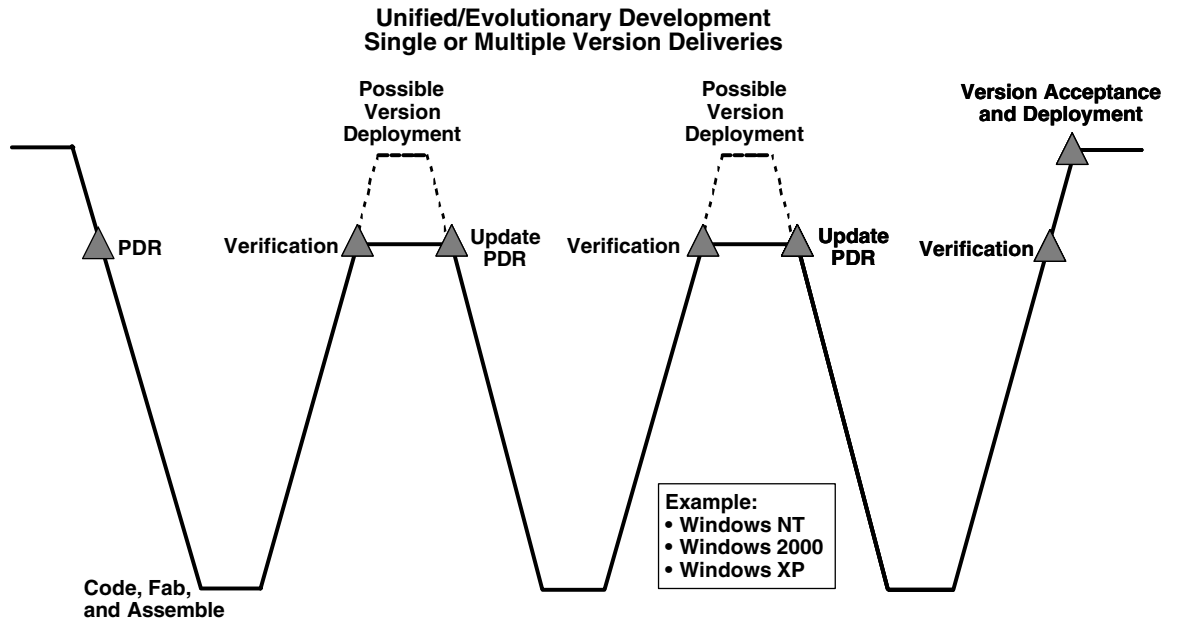 Unified/Evolutionary Development
Single or Multiple Version Deliveries
Possible
Version
Deployment
Possible
Version
Deployment
Version Acceptance
and Deployment
PDR
Verification
Update
PDR
Verification
Update
PDR
Verification
Example:
• Windows NT
• Windows 2000
• Windows XP
Code, Fab,
and Assemble